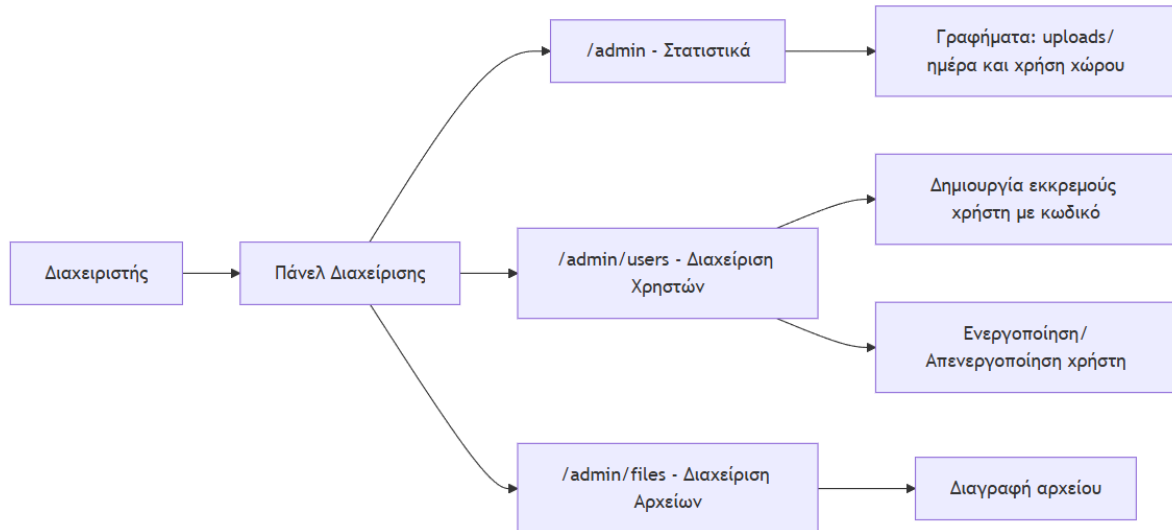 /admin - Στατιστικά
Γραφήματα: uploads/
ημέρα και χρήση χώρου
Δημιουργία εκκρεμούς
χρήστη με κωδικό
Διαχειριστής
Πάνελ Διαχείρισης
/admin/users - Διαχείριση
Χρηστών
Ενεργοποίηση/
Απενεργοποίηση χρήστη
/admin/files - Διαχείριση
Αρχείων
Διαγραφή αρχείου